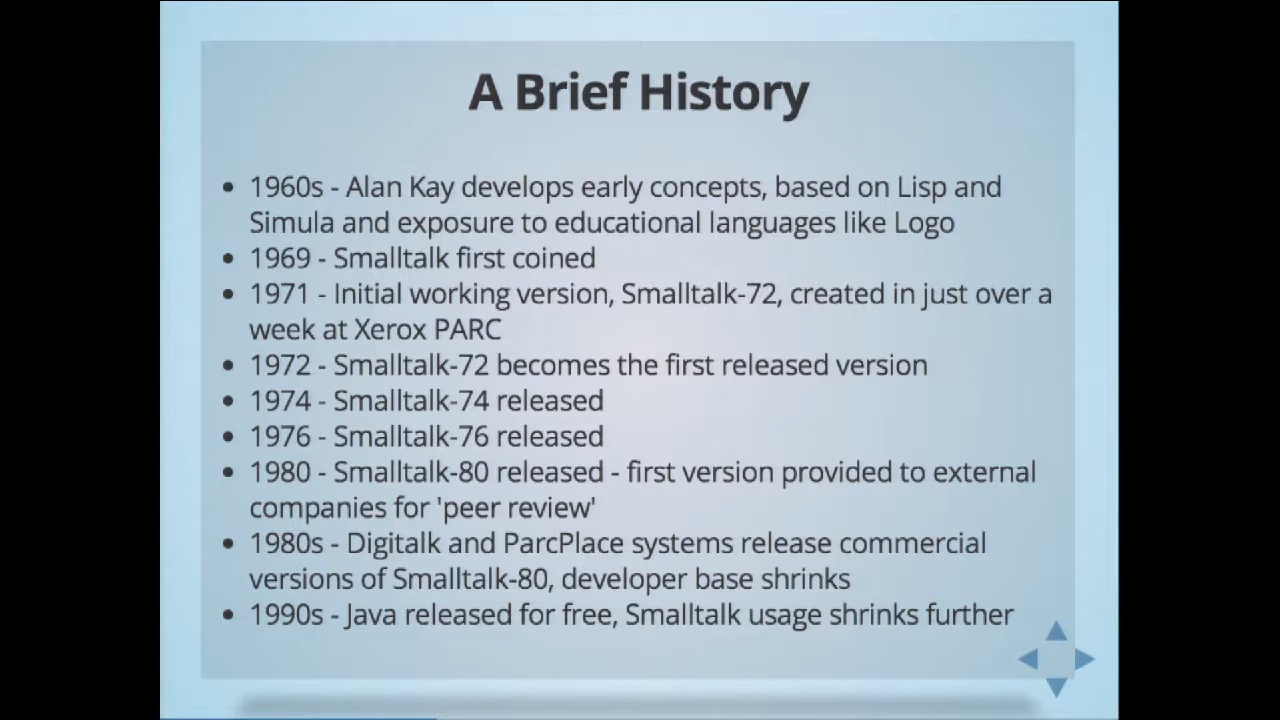 A Brief History
• 1960s - Alan Kay develops early concepts, based on Lisp and
Simula and exposure to educational languages like Logo
• 1969 - Smalltalk first coined
• 1971 - Initial working version, Smalltalk-72, created in just over a
week at Xerox PARC
• 1972 - Smalltalk-72 becomes the first released version
• 1974 - Smalltalk-74 released
• 1976 - Smalltalk-76 released
• 1980 - Smalltalk-80 released - first version provided to external
companies for 'peer review'
• 1980s - Digitalk and ParcPlace systems release commercial
versions of Smalltalk-80, developer base shrinks
• 1990s - Java released for free, Smalltalk usage shrinks further